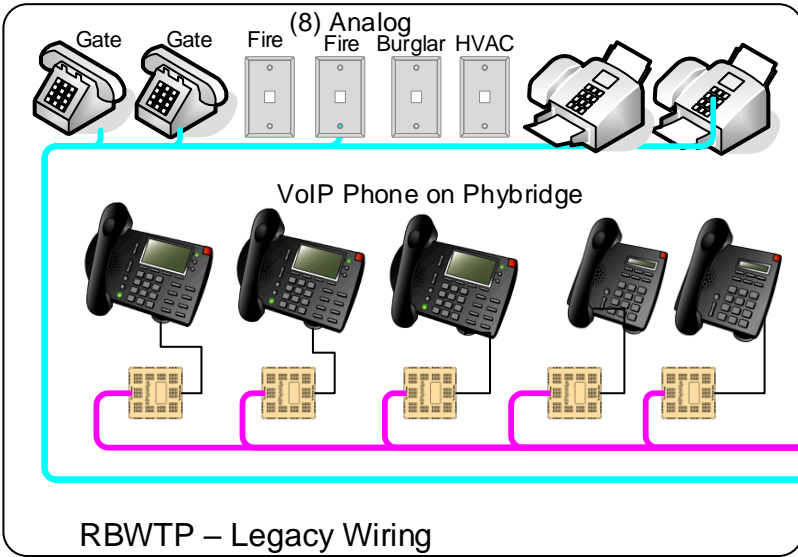 (8) Analog
Gate Gate Fire Fire Burglar HVAC
VoIP Phone on Phybridge
RBWTP – Legacy Wiring